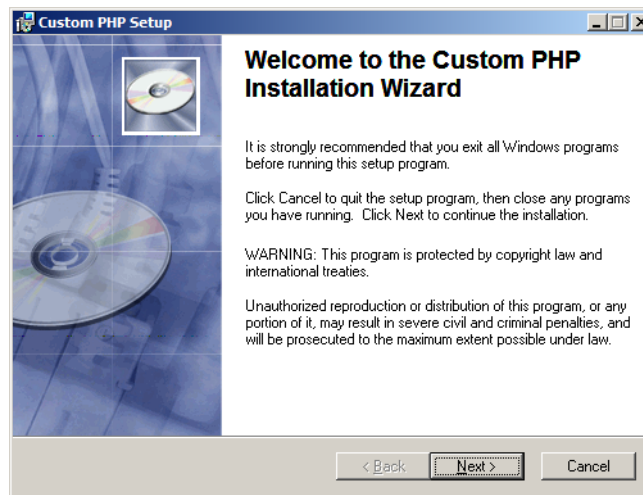 Custom PHP Setup
Welcome to the Custom PHP
Installation Wizard
It is strongly recommended that you exit all Windows programs
before running this setup program.
Click Cancel to quit the setup program, then close any programs
you have running. Click Next to continue the installation.
WARNING: This program is protected by copyright law and
international treaties.
Unauthorized reproduction or distribution of this program, or any
portion of it, may result in severe civil and criminal penalties, and
will be prosecuted to the maximum extent possible under law.
< Back Next > Cancel